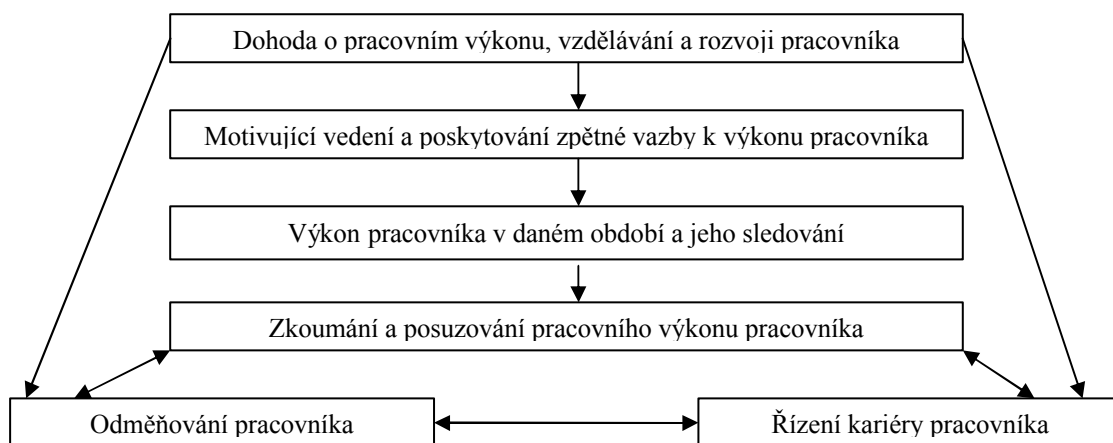 Dohoda o pracovním výkonu, vzdělávání a rozvoji pracovníka
Motivující vedení a poskytování zpětné vazby k výkonu pracovníka
Výkon pracovníka v daném období a jeho sledování
Zkoumání a posuzování pracovního výkonu pracovníka
Odměňování pracovníka
Řízení kariéry pracovníka